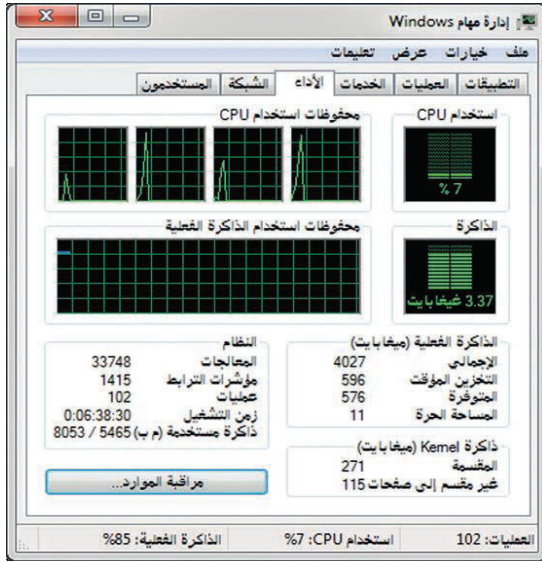 إدارة مهام Windows
ملف خيارات عرض تعليمات
التطبيقات العمليات الخدمات الأداء الشبكة المستخدمون
استخدام CPU
محفوظات استخدام CPU
7 %
الذاكرة
محفوظات استخدام الذاكرة الفعلية
3.37 غيغابايت
الذاكرة الفعلية (ميغابايت)
الإجمالي 4027
التخزين المؤقت 596
المتوفرة 576
المساحة الحرة 11
ذاكرة Kernel (ميغابايت)
المقسمة 271
غير مقسم إلى صفحات 115
النظام
المعالجات 33748
مؤشرات الترابط 1415
عمليات 102
زمن التشغيل 0:06:38:30
ذاكرة مستخدمة (م ب) 5465 / 8053
مراقبة الموارد...
العمليات: 102 استخدام CPU: 7% الذاكرة الفعلية: 85%